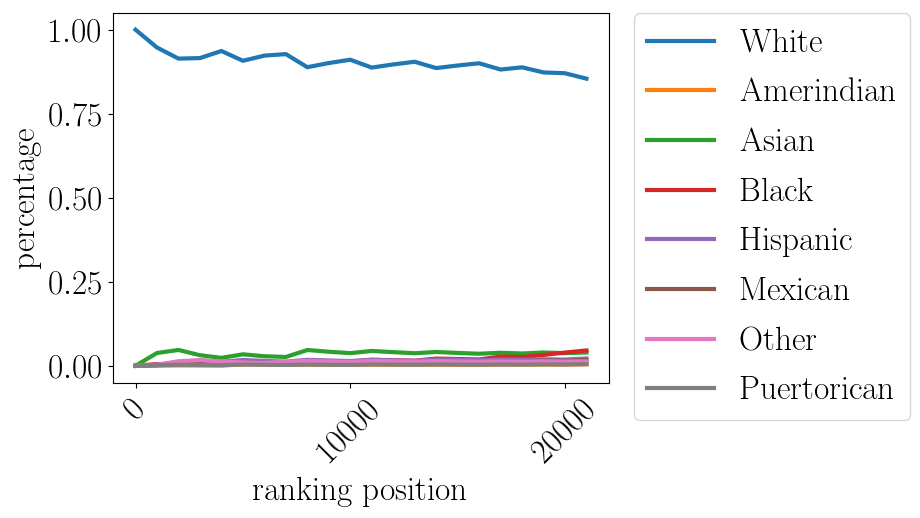 1.00
0.75
0.50
0.25
0.00
percentage
0
10000
20000
ranking position
White
Amerindian
Asian
Black
Hispanic
Mexican
Other
Puertorican